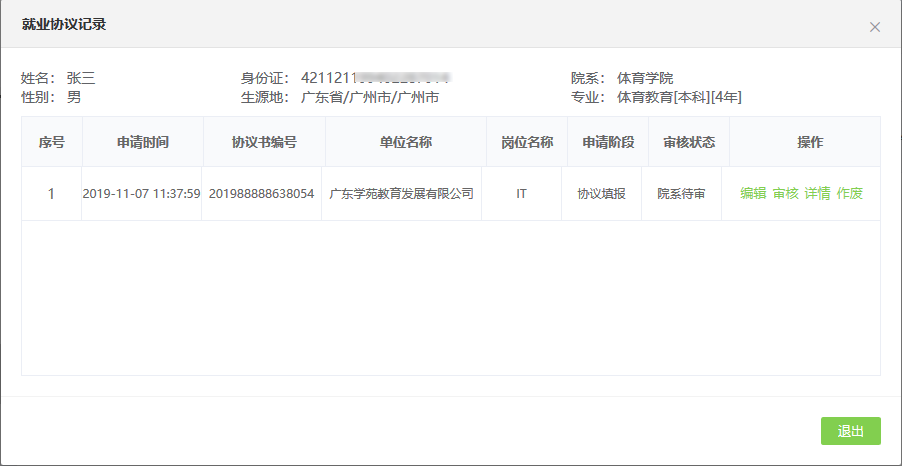 就业协议记录
姓名： 张三 身份证： 4211211 院系： 体育学院
性别： 男 生源地： 广东省/广州市/广州市 专业： 体育教育[本科][4年]
序号 申请时间 协议书编号 单位名称 岗位名称 申请阶段 审核状态 操作
1 2019-11-07 11:37:59 201988888638054 广东学苑教育发展有限公司 IT 协议填报 院系待审 编辑 审核 详情 作废
退出